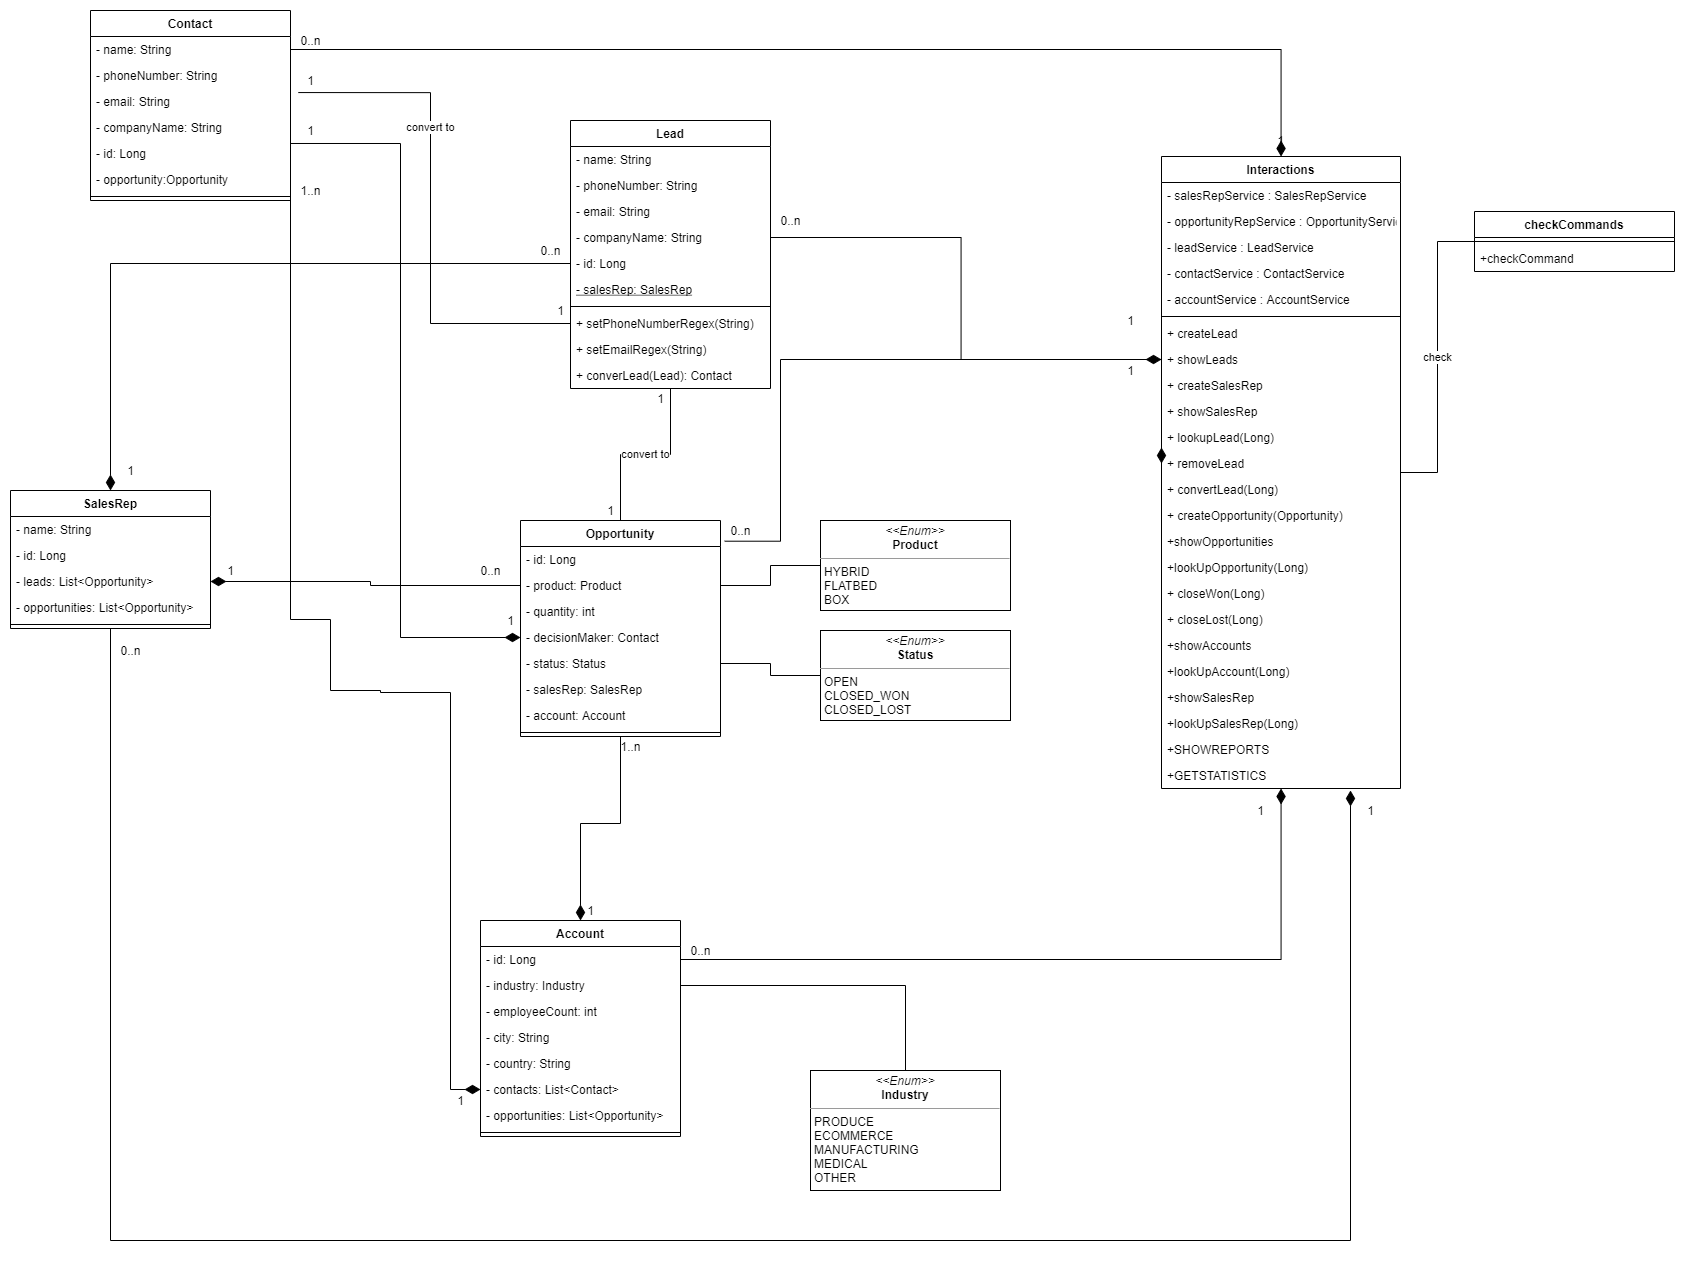 Contact
- name: String
- phoneNumber: String
- email: String
- companyName: String
- id: Long
- opportunity:Opportunity
0..n
1
convert to
1
1..n
Lead
- name: String
- phoneNumber: String
- email: String
- companyName: String
- id: Long
- salesRep: SalesRep
+ setPhoneNumberRegex(String)
+ setEmailRegex(String)
+ converLead(Lead): Contact
0..n
0..n
1
1
convert to
1
1
Interactions
- salesRepService : SalesRepService
- opportunityRepService : OpportunityServi
- leadService : LeadService
- contactService : ContactService
- accountService : AccountService
+ createLead
+ showLeads
+ createSalesRep
+ showSalesRep
+ lookupLead(Long)
+ removeLead
+ convertLead(Long)
+ createOpportunity(Opportunity)
+showOpportunities
+lookUpOpportunity(Long)
+ closeWon(Long)
+ closeLost(Long)
+showAccounts
+lookUpAccount(Long)
+showSalesRep
+lookUpSalesRep(Long)
+SHOWREPORTS
+GETSTATISTICS
1
1
1
1
checkCommands
+checkCommand
check
1
SalesRep
- name: String
- id: Long
- leads: List<Opportunity>
- opportunities: List<Opportunity>
1
0..n
0..n
Opportunity
- id: Long
- product: Product
- quantity: int
- decisionMaker: Contact
- status: Status
- salesRep: SalesRep
- account: Account
0..n
1
1..n
<<Enum>>
Product
HYBRID
FLATBED
BOX
<<Enum>>
Status
OPEN
CLOSED_WON
CLOSED_LOST
1
Account
- id: Long
- industry: Industry
- employeeCount: int
- city: String
- country: String
- contacts: List<Contact>
- opportunities: List<Opportunity>
0..n
1
<<Enum>>
Industry
PRODUCE
ECOMMERCE
MANUFACTURING
MEDICAL
OTHER